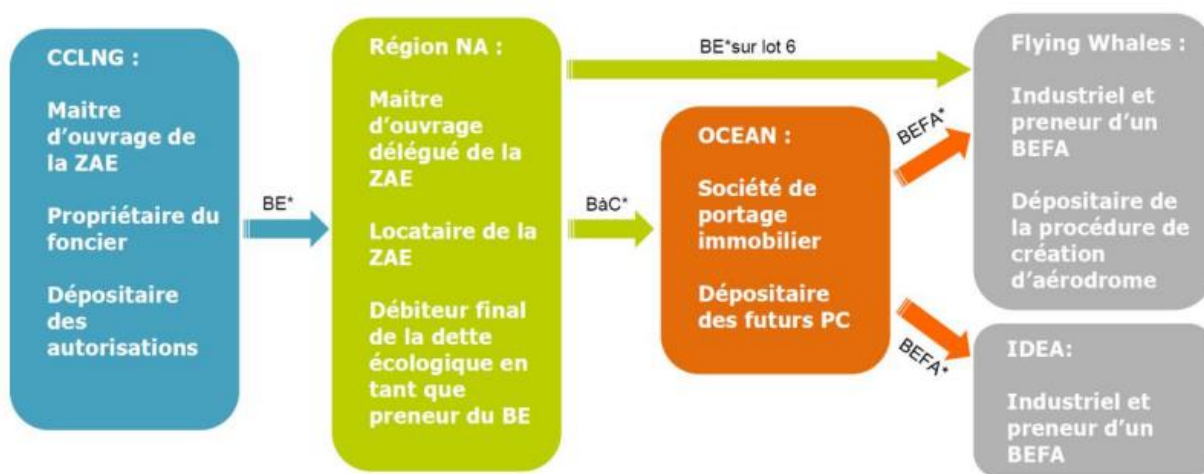 CCLNG :
Maitre
d'ouvrage de
la ZAE
Propriétaire du
foncier
Dépositaire
des
autorisations
BE*
Région NA :
Maitre
d'ouvrage
délégué de la
ZAE
Locataire de la
ZAE
Débiteur final
de la dette
écologique en
tant que
preneur du BE
BE*sur lot 6
BàC*
OCEAN :
Société de
portage
immobilier
Dépositaire
des futurs PC
BEFA*
BEFA*
Flying Whales :
Industriel et
preneur d'un
BEFA
Dépositaire de
la procédure de
création
d'aérodrome
IDEA:
Industriel et
preneur d'un
BEFA